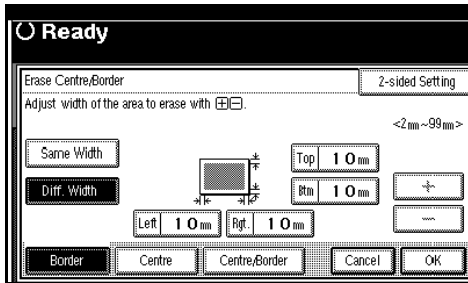 Ready
Erase Centre/Border
2-sided Setting
Adjust width of the area to erase with ⊞⊟.
<2mm~99mm>
Same Width
Top 10mm
Diff. Width
Btm 10mm
+
−
Left 10mm Rgt. 10mm
Border Centre Centre/Border Cancel OK